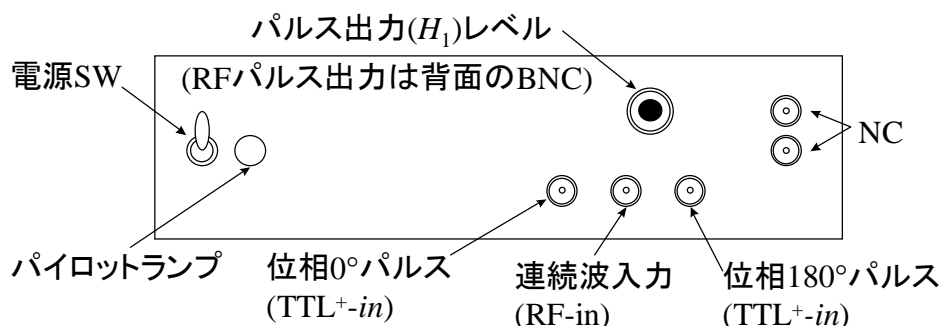 パルス出力(H₁)レベル
電源SW
(RFパルス出力は背面のBNC)
NC
パイロットランプ
位相0°パルス
(TTL⁺-in)
連続波入力
(RF-in)
位相180°パルス
(TTL⁺-in)